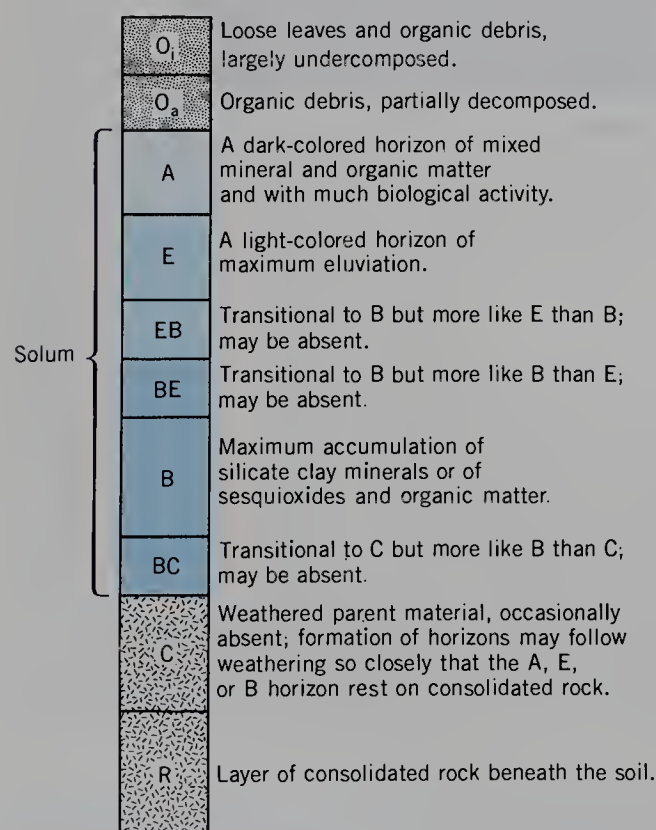 O_i Loose leaves and organic debris,
largely undercomposed.
O_a Organic debris, partially decomposed.
A A dark-colored horizon of mixed
mineral and organic matter
and with much biological activity.
E A light-colored horizon of
maximum eluviation.
EB Transitional to B but more like E than B;
may be absent.
Solum
BE Transitional to B but more like B than E;
may be absent.
B Maximum accumulation of
silicate clay minerals or of
sesquioxides and organic matter.
BC Transitional to C but more like B than C;
may be absent.
C Weathered parent material, occasionally
absent; formation of horizons may follow
weathering so closely that the A, E,
or B horizon rest on consolidated rock.
R Layer of consolidated rock beneath the soil.